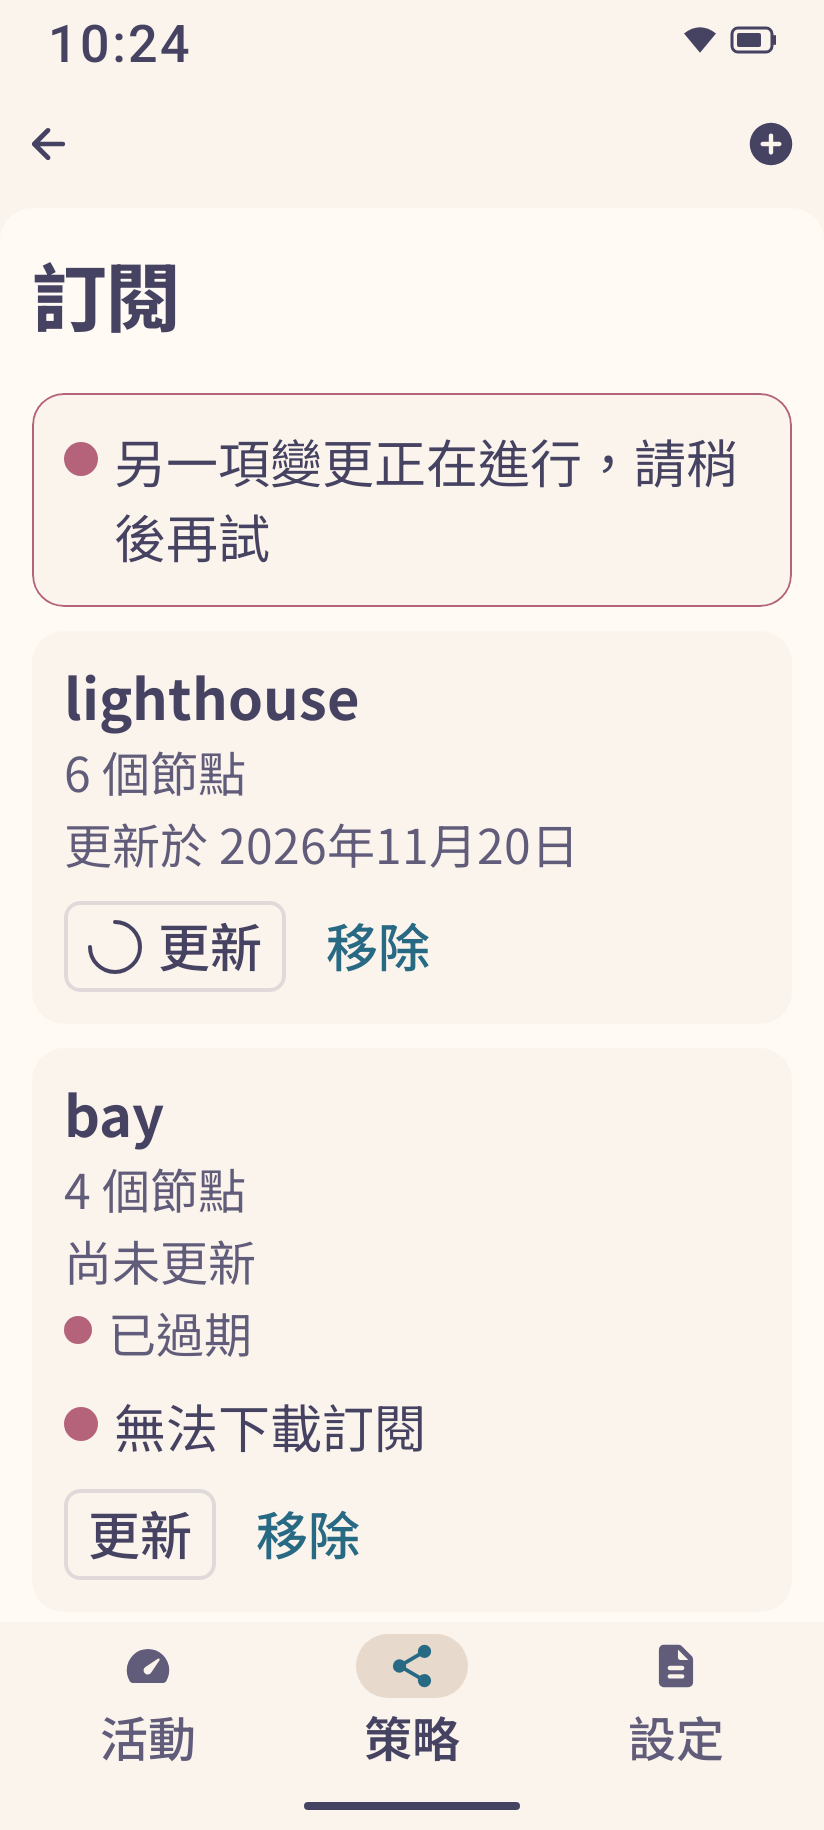 10:24
訂閱
另一項變更正在進行，請稍
後再試
lighthouse
6 個節點
更新於 2026年11月20日
更新
移除
bay
4 個節點
尚未更新
已過期
無法下載訂閱
更新
移除
活動
策略
設定